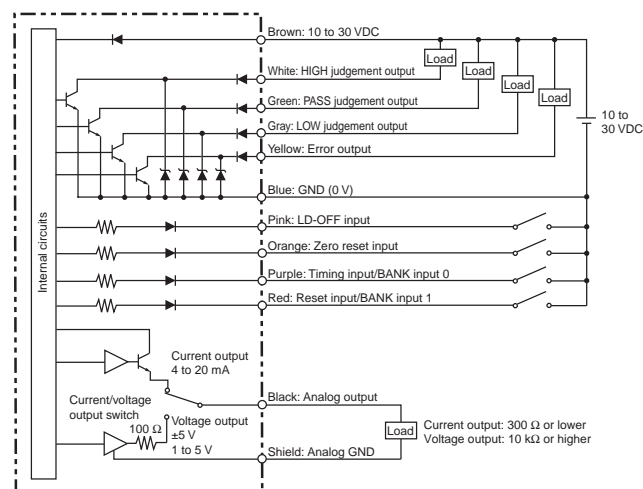 Brown: 10 to 30 VDC
Load
White: HIGH judgement output
Load
Green: PASS judgement output
Load
Gray: LOW judgement output
Load
Yellow: Error output
10 to
30 VDC
Blue: GND (0 V)
Pink: LD-OFF input
Orange: Zero reset input
Purple: Timing input/BANK input 0
Red: Reset input/BANK input 1
Internal circuits
Current output
4 to 20 mA
Current/voltage
output switch
100 Ω
Voltage output
±5 V
1 to 5 V
Black: Analog output
Load
Current output: 300 Ω or lower
Voltage output: 10 kΩ or higher
Shield: Analog GND